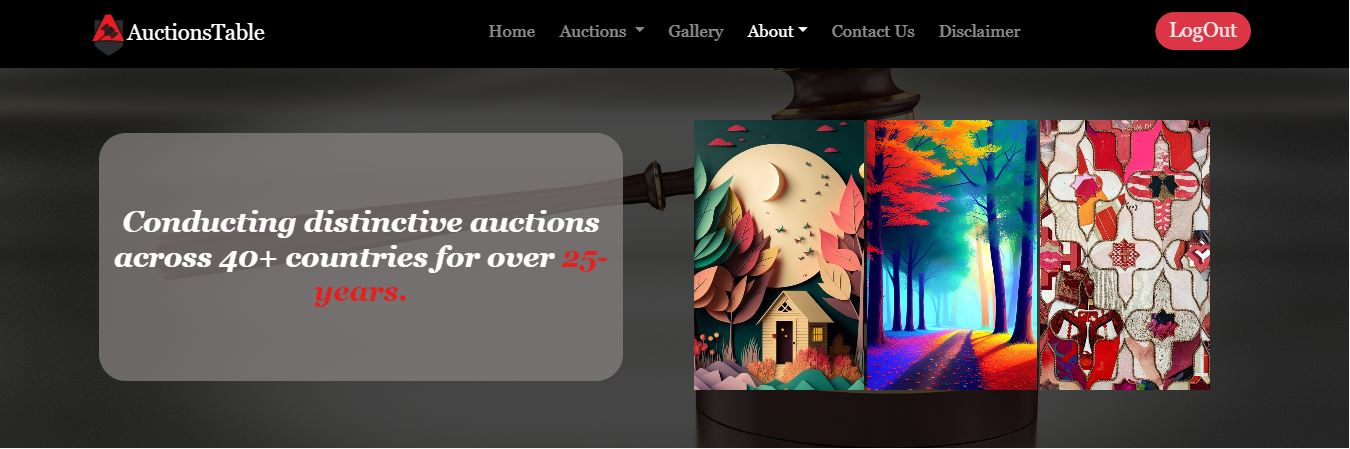 AuctionsTable
Home Auctions Gallery About Contact Us Disclaimer
LogOut
Conducting distinctive auctions
across 40+ countries for over 25-
years.